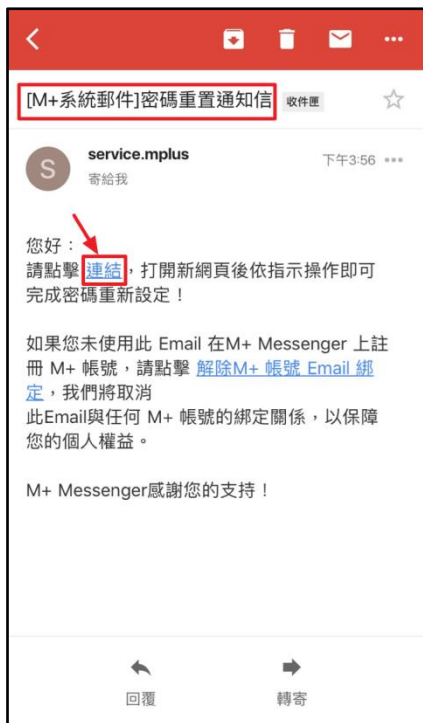 [M+系統郵件]密碼重置通知信 收件匣
S
service.mplus
下午3:56
寄給我
您好：
請點擊 連結，打開新網頁後依指示操作即可
完成密碼重新設定！
如果您未使用此 Email 在M+ Messenger 上註
冊 M+ 帳號，請點擊 解除M+ 帳號 Email 綁
定，我們將取消
此Email與任何 M+ 帳號的綁定關係，以保障
您的個人權益。
M+ Messenger感謝您的支持！
回覆
轉寄